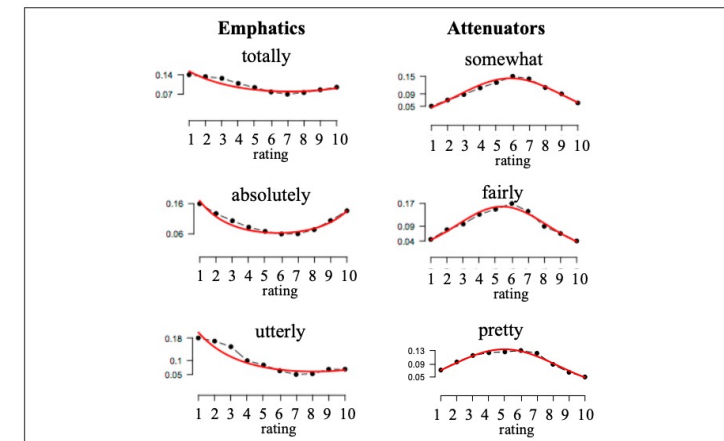 Emphatics
totally
0.14
0.07
1 2 3 4 5 6 7 8 9 10
rating
absolutely
0.16
0.06
1 2 3 4 5 6 7 8 9 10
rating
utterly
0.18
0.1
0.05
1 2 3 4 5 6 7 8 9 10
rating
Attenuators
somewhat
0.15
0.09
0.05
1 2 3 4 5 6 7 8 9 10
rating
fairly
0.17
0.09
0.04
1 2 3 4 5 6 7 8 9 10
rating
pretty
0.13
0.09
0.05
1 2 3 4 5 6 7 8 9 10
rating